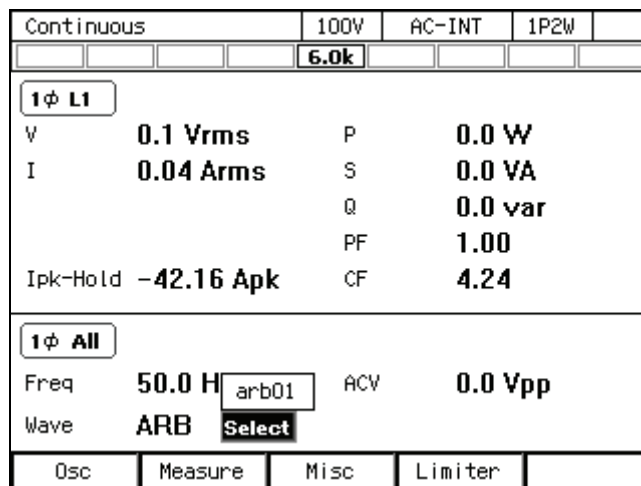 Continuous 100V AC-INT 1P2W
6.0k
1ϕ L1
V 0.1 Vrms P 0.0 W
I 0.04 Arms S 0.0 VA
Q 0.0 var
PF 1.00
Ipk-Hold -42.16 Apk CF 4.24
1ϕ All
Freq 50.0 H arb01 ACV 0.0 Vpp
Wave ARB Select
Osc Measure Misc Limiter